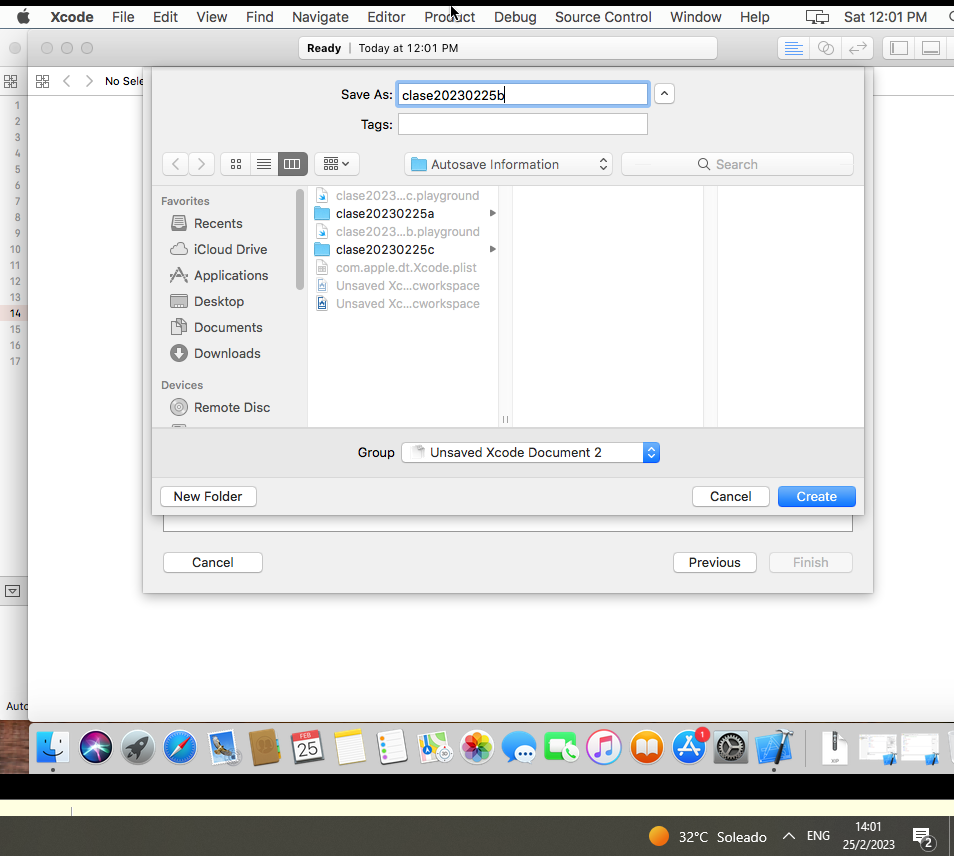 Xcode File Edit View Find Navigate Editor Product Debug Source Control Window Help Sat 12:01 PM
Ready | Today at 12:01 PM
No Sele
1
2
3
4
5
6
7
8
9
10
11
12
13
14
15
16
17
Save As: clase20230225b
Tags:
Autosave Information
Search
Favorites
Recents
iCloud Drive
Applications
Desktop
Documents
Downloads
Devices
Remote Disc
clase2023...c.playground
clase20230225a
clase2023...b.playground
clase20230225c
com.apple.dt.Xcode.plist
Unsaved Xc...cworkspace
Unsaved Xc...cworkspace
Group Unsaved Xcode Document 2
New Folder Cancel Create
Cancel Previous Finish
Auto
FEB
25
1
XIP
32°C Soleado ENG
14:01
25/2/2023
2